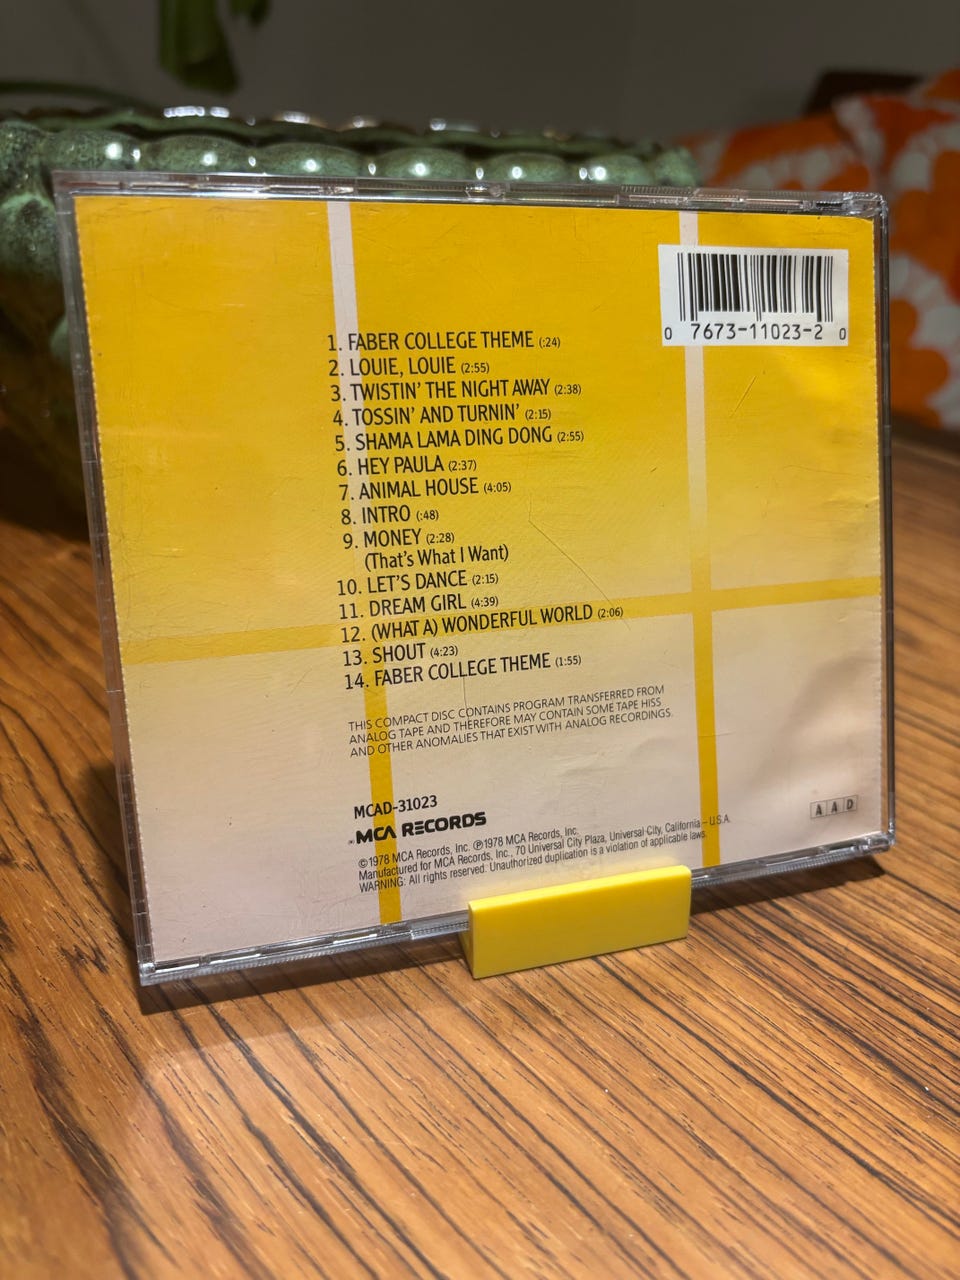 0 7673-11023-2 0
1. FABER COLLEGE THEME (:24)
2. LOUIE, LOUIE (2:55)
3. TWISTIN' THE NIGHT AWAY (2:38)
4. TOSSIN' AND TURNIN' (2:15)
5. SHAMA LAMA DING DONG (2:55)
6. HEY PAULA (2:37)
7. ANIMAL HOUSE (4:05)
8. INTRO (:48)
9. MONEY (2:28)
(That's What I Want)
10. LET'S DANCE (2:15)
11. DREAM GIRL (4:39)
12. (WHAT A) WONDERFUL WORLD (2:06)
13. SHOUT (4:23)
14. FABER COLLEGE THEME (1:55)
THIS COMPACT DISC CONTAINS PROGRAM TRANSFERRED FROM
ANALOG TAPE AND THEREFORE MAY CONTAIN SOME TAPE HISS
AND OTHER ANOMALIES THAT EXIST WITH ANALOG RECORDINGS.
MCAD-31023
MCA RECORDS
AAD
©1978 MCA Records, Inc. ℗1978 MCA Records, Inc.
Manufactured for MCA Records, Inc., 70 Universal City Plaza, Universal City, California – U.S.A.
WARNING: All rights reserved. Unauthorized duplication is a violation of applicable laws.